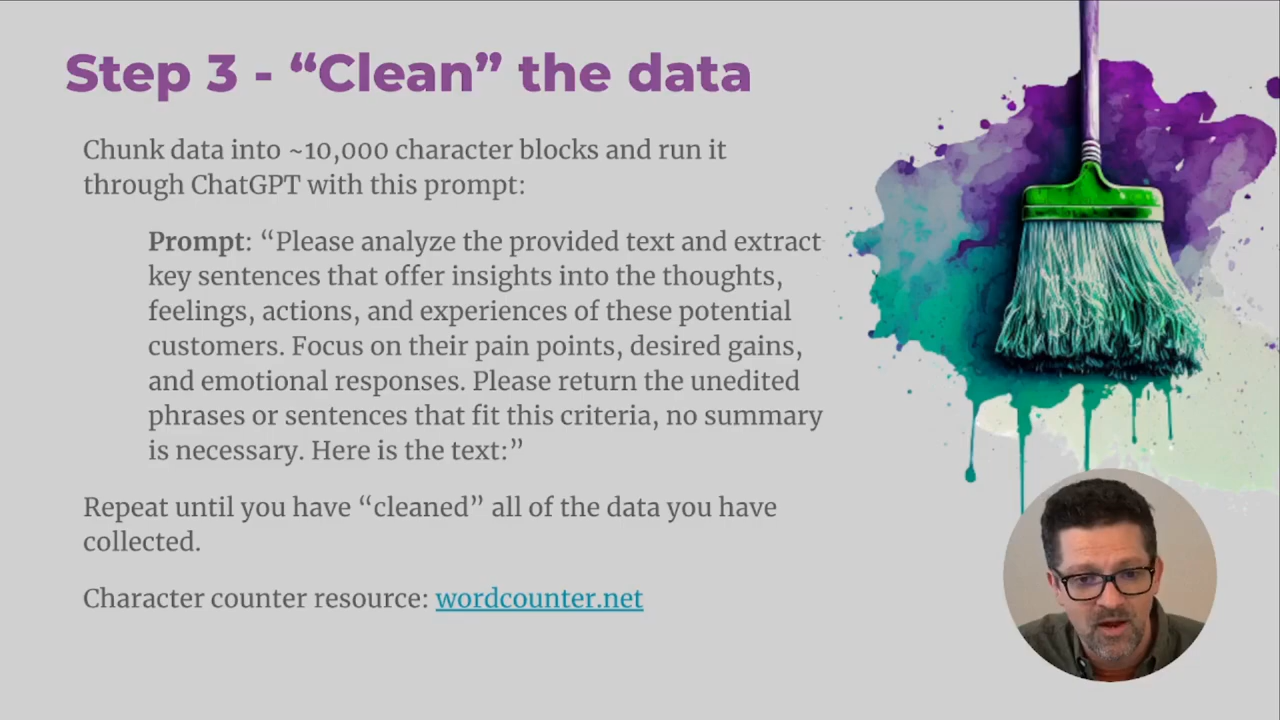 Step 3 - “Clean” the data
Chunk data into ~10,000 character blocks and run it
through ChatGPT with this prompt:
Prompt: “Please analyze the provided text and extract
key sentences that offer insights into the thoughts,
feelings, actions, and experiences of these potential
customers. Focus on their pain points, desired gains,
and emotional responses. Please return the unedited
phrases or sentences that fit this criteria, no summary
is necessary. Here is the text:”
Repeat until you have “cleaned” all of the data you have
collected.
Character counter resource: wordcounter.net